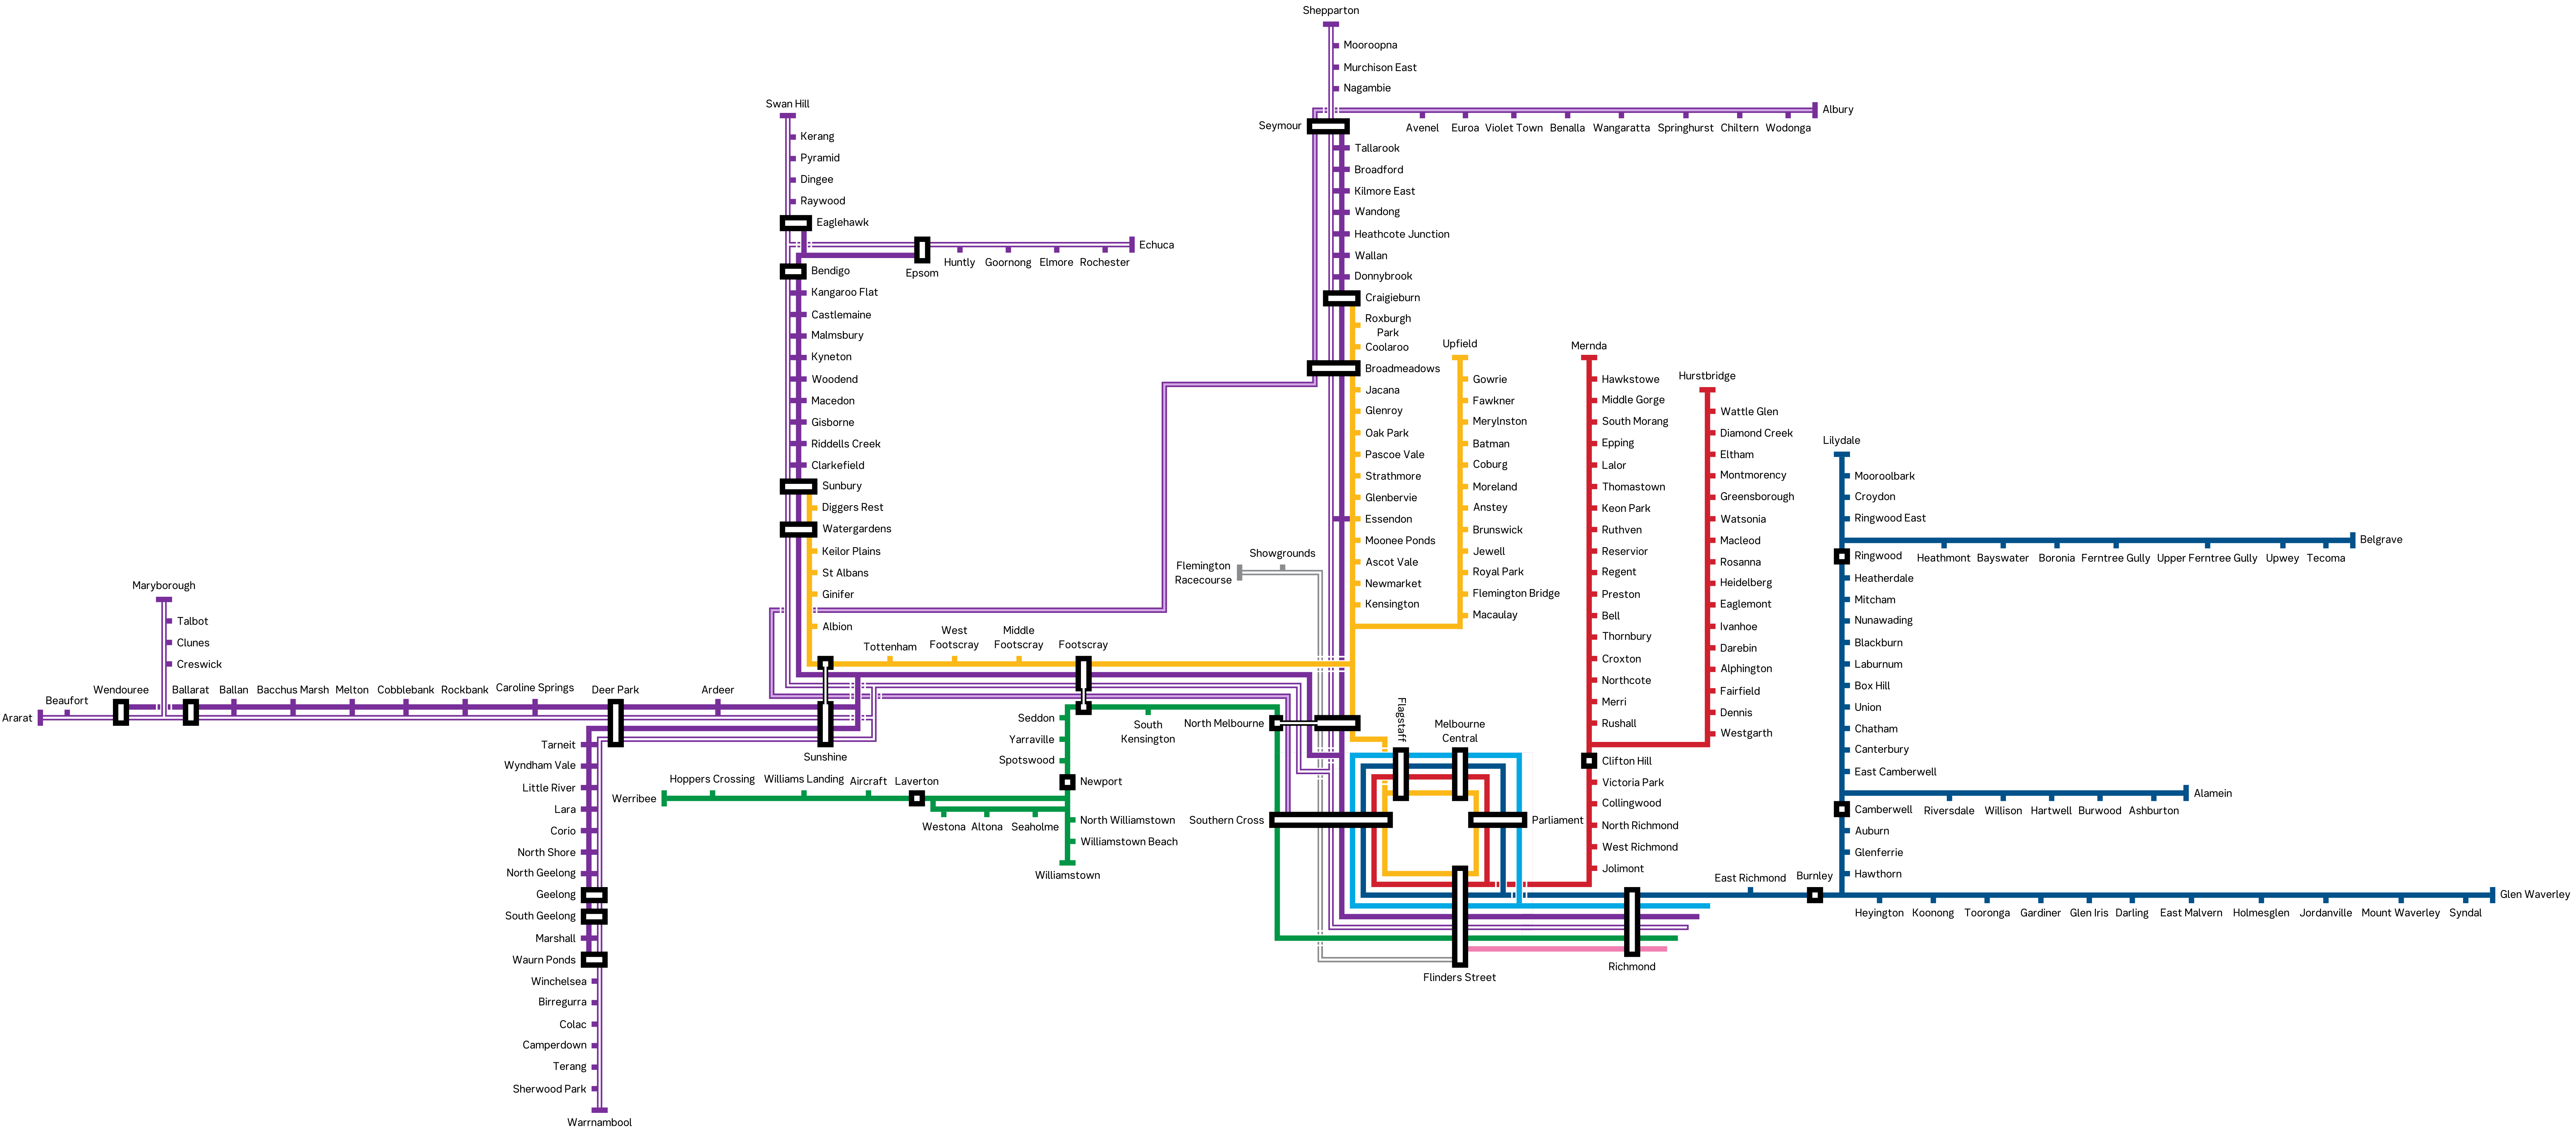 Shepparton
Mooroopna
Murchison East
Nagambie
Seymour
Albury
Avenel
Euroa
Violet Town
Benalla
Wangaratta
Springhurst
Chiltern
Wodonga
Tallarook
Broadford
Kilmore East
Wandong
Heathcote Junction
Wallan
Donnybrook
Craigieburn
Roxburgh
Park
Coolaroo
Broadmeadows
Jacana
Glenroy
Oak Park
Pascoe Vale
Strathmore
Glenbervie
Essendon
Moonee Ponds
Ascot Vale
Newmarket
Kensington
Swan Hill
Kerang
Pyramid
Dingee
Raywood
Eaglehawk
Echuca
Epsom
Huntly
Goornong
Elmore
Rochester
Bendigo
Kangaroo Flat
Castlemaine
Malmsbury
Kyneton
Woodend
Macedon
Gisborne
Riddells Creek
Clarkefield
Sunbury
Diggers Rest
Watergardens
Keilor Plains
St Albans
Ginifer
Albion
Tottenham
West
Footscray
Middle
Footscray
Footscray
Showgrounds
Flemington
Racecourse
Upfield
Gowrie
Fawkner
Merylnston
Batman
Coburg
Moreland
Anstey
Brunswick
Jewell
Royal Park
Flemington Bridge
Macaulay
Mernda
Hawkstowe
Middle Gorge
South Morang
Epping
Lalor
Thomastown
Keon Park
Ruthven
Reservior
Regent
Preston
Bell
Thornbury
Croxton
Northcote
Merri
Rushall
Clifton Hill
Victoria Park
Collingwood
North Richmond
West Richmond
Jolimont
Hurstbridge
Wattle Glen
Diamond Creek
Eltham
Montmorency
Greensborough
Watsonia
Macleod
Rosanna
Heidelberg
Eaglemont
Ivanhoe
Darebin
Alphington
Fairfield
Dennis
Westgarth
Lilydale
Mooroolbark
Croydon
Ringwood East
Belgrave
Ringwood
Heathmont
Bayswater
Boronia
Ferntree Gully
Upper Ferntree Gully
Upwey
Tecoma
Heatherdale
Mitcham
Nunawading
Blackburn
Laburnum
Box Hill
Union
Chatham
Canterbury
East Camberwell
Alamein
Camberwell
Riversdale
Willison
Hartwell
Burwood
Ashburton
Auburn
Glenferrie
Hawthorn
East Richmond
Burnley
Glen Waverley
Heyington
Koonong
Tooronga
Gardiner
Glen Iris
Darling
East Malvern
Holmesglen
Jordanville
Mount Waverley
Syndal
Maryborough
Talbot
Clunes
Creswick
Ararat
Beaufort
Wendouree
Ballarat
Ballan
Bacchus Marsh
Melton
Cobblebank
Rockbank
Caroline Springs
Deer Park
Ardeer
Sunshine
Tarneit
Wyndham Vale
Little River
Lara
Corio
North Shore
North Geelong
Geelong
South Geelong
Marshall
Waurn Ponds
Winchelsea
Birregurra
Colac
Camperdown
Terang
Sherwood Park
Warrnambool
Seddon
Yarraville
Spotswood
South
Kensington
Newport
Werribee
Hoppers Crossing
Williams Landing
Aircraft
Laverton
Westona
Altona
Seaholme
North Williamstown
Williamstown Beach
Williamstown
North Melbourne
Flagstaff
Melbourne
Central
Southern Cross
Parliament
Flinders Street
Richmond